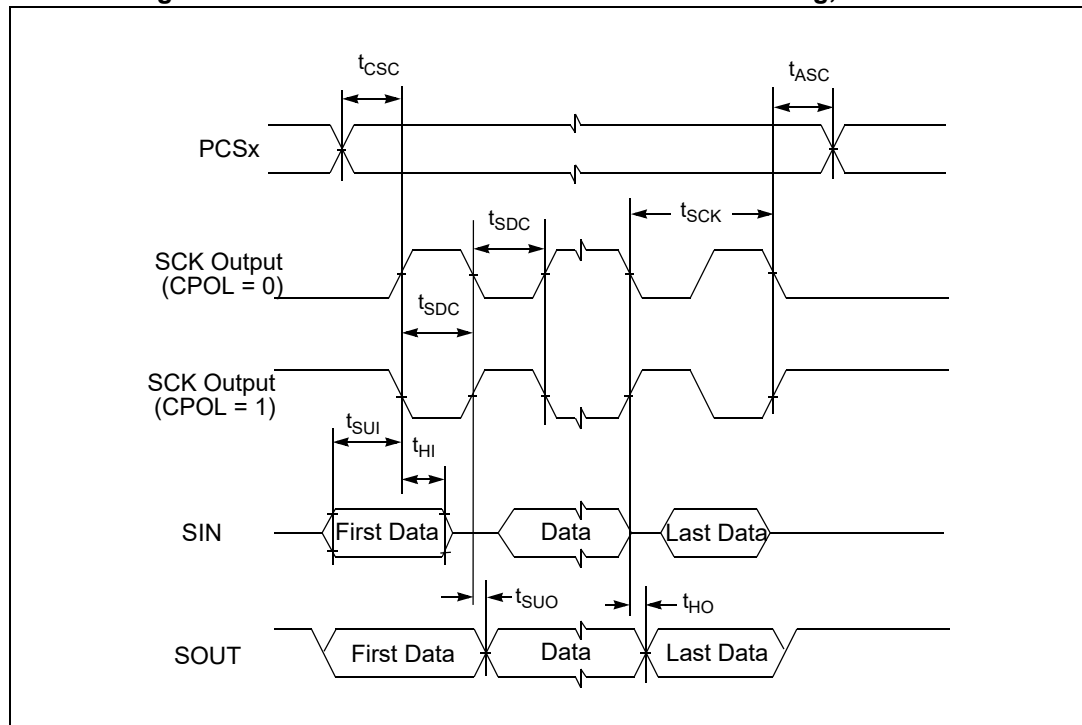 g,
tCSC
tASC
PCSx
tSCK
tSDC
SCK Output
(CPOL = 0)
tSDC
SCK Output
(CPOL = 1)
tSUI
tHI
SIN
First Data
Data
Last Data
tSUO
tHO
SOUT
First Data
Data
Last Data